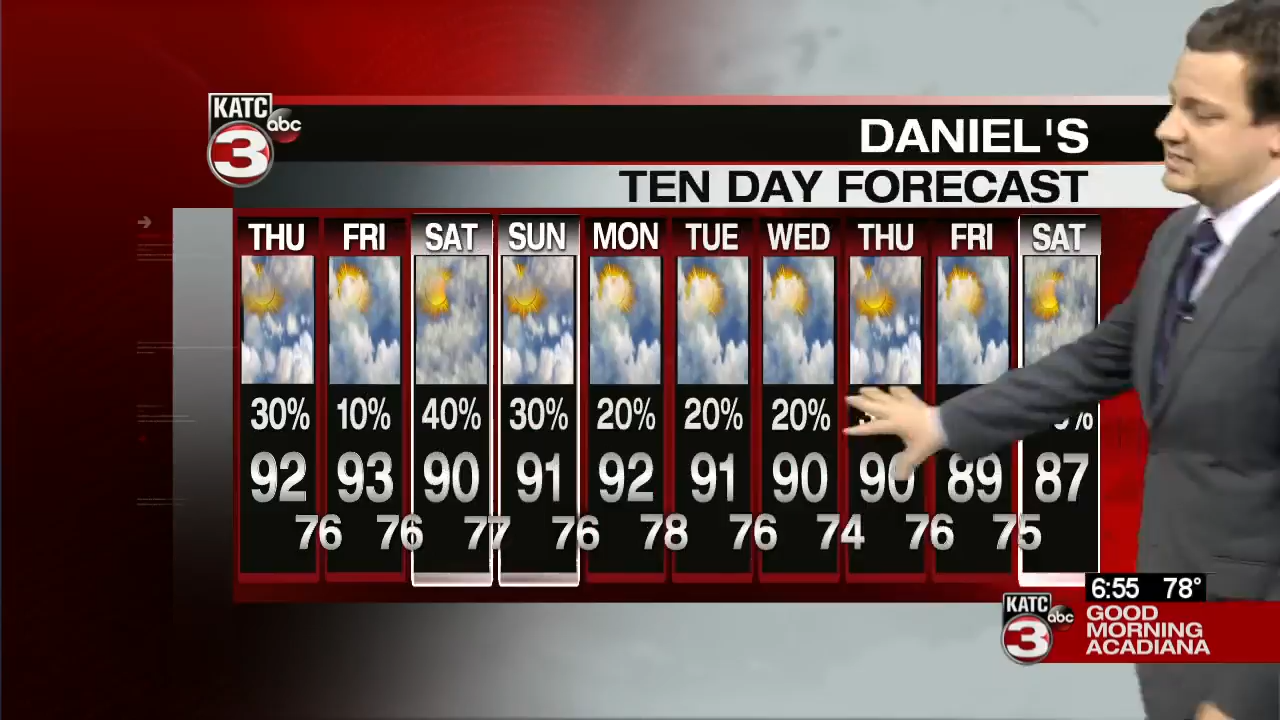 KATC
abc
3
DANIEL'S
TEN DAY FORECAST
THU FRI SAT SUN MON TUE WED THU FRI SAT
30% 10% 40% 30% 20% 20% 20%
92 93 90 91 92 91 90 90 89 87
76 76 77 76 78 76 74 76 75
6:55 78°
KATC
abc
3
GOOD
MORNING
ACADIANA